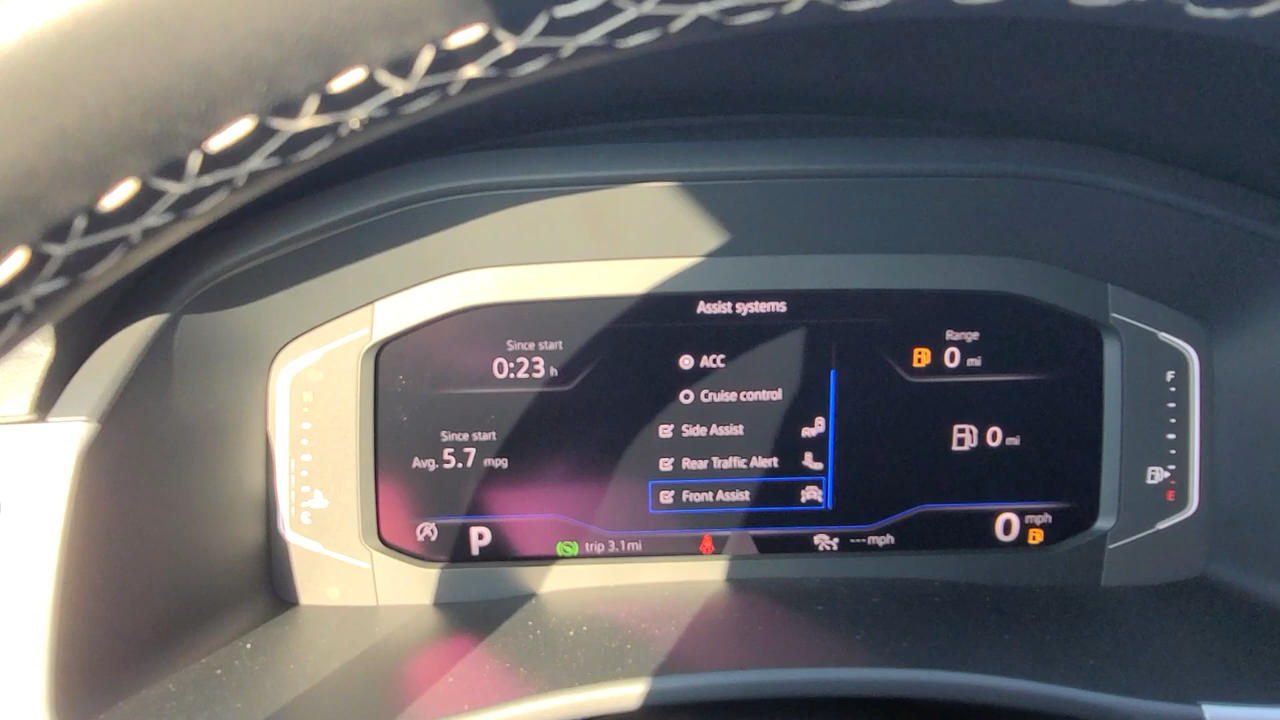 Assist systems
Since start
0:23 h
Since start
Avg. 5.7 mpg
ACC
Cruise control
Side Assist
Rear Traffic Alert
Front Assist
Range
0 mi
0 mi
F
E
P
trip 3.1mi
---mph
0 mph